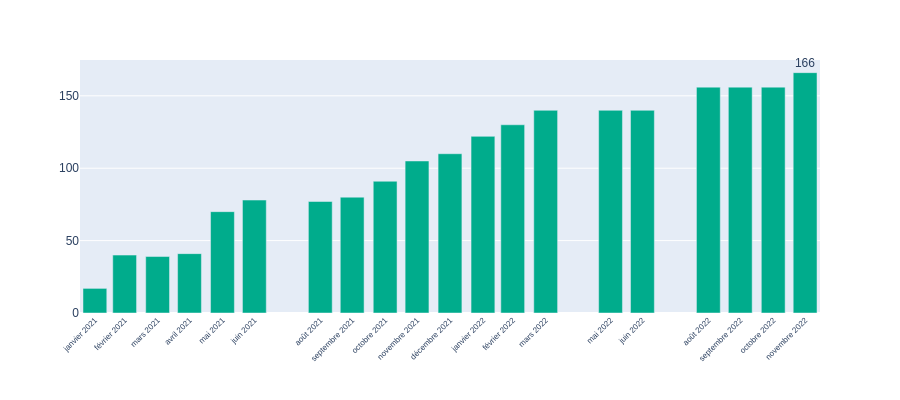 166
150
100
50
0
janvier 2021
février 2021
mars 2021
avril 2021
mai 2021
juin 2021
août 2021
septembre 2021
octobre 2021
novembre 2021
décembre 2021
janvier 2022
février 2022
mars 2022
mai 2022
juin 2022
août 2022
septembre 2022
octobre 2022
novembre 2022